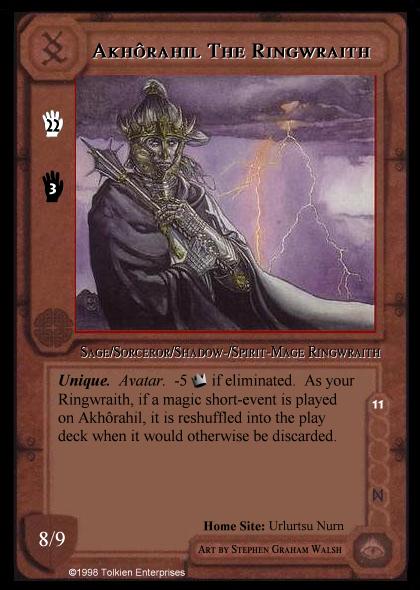 Akhôrahil The Ringwraith
22
3
Sage/Sorceror/Shadow-/Spirit-Mage Ringwraith
Unique. Avatar. -5 if eliminated. As your
Ringwraith, if a magic short-event is played
on Akhôrahil, it is reshuffled into the play
deck when it would otherwise be discarded.
11
Home Site: Urlurtsu Nurn
8/9
Art by Stephen Graham Walsh
©1998 Tolkien Enterprises